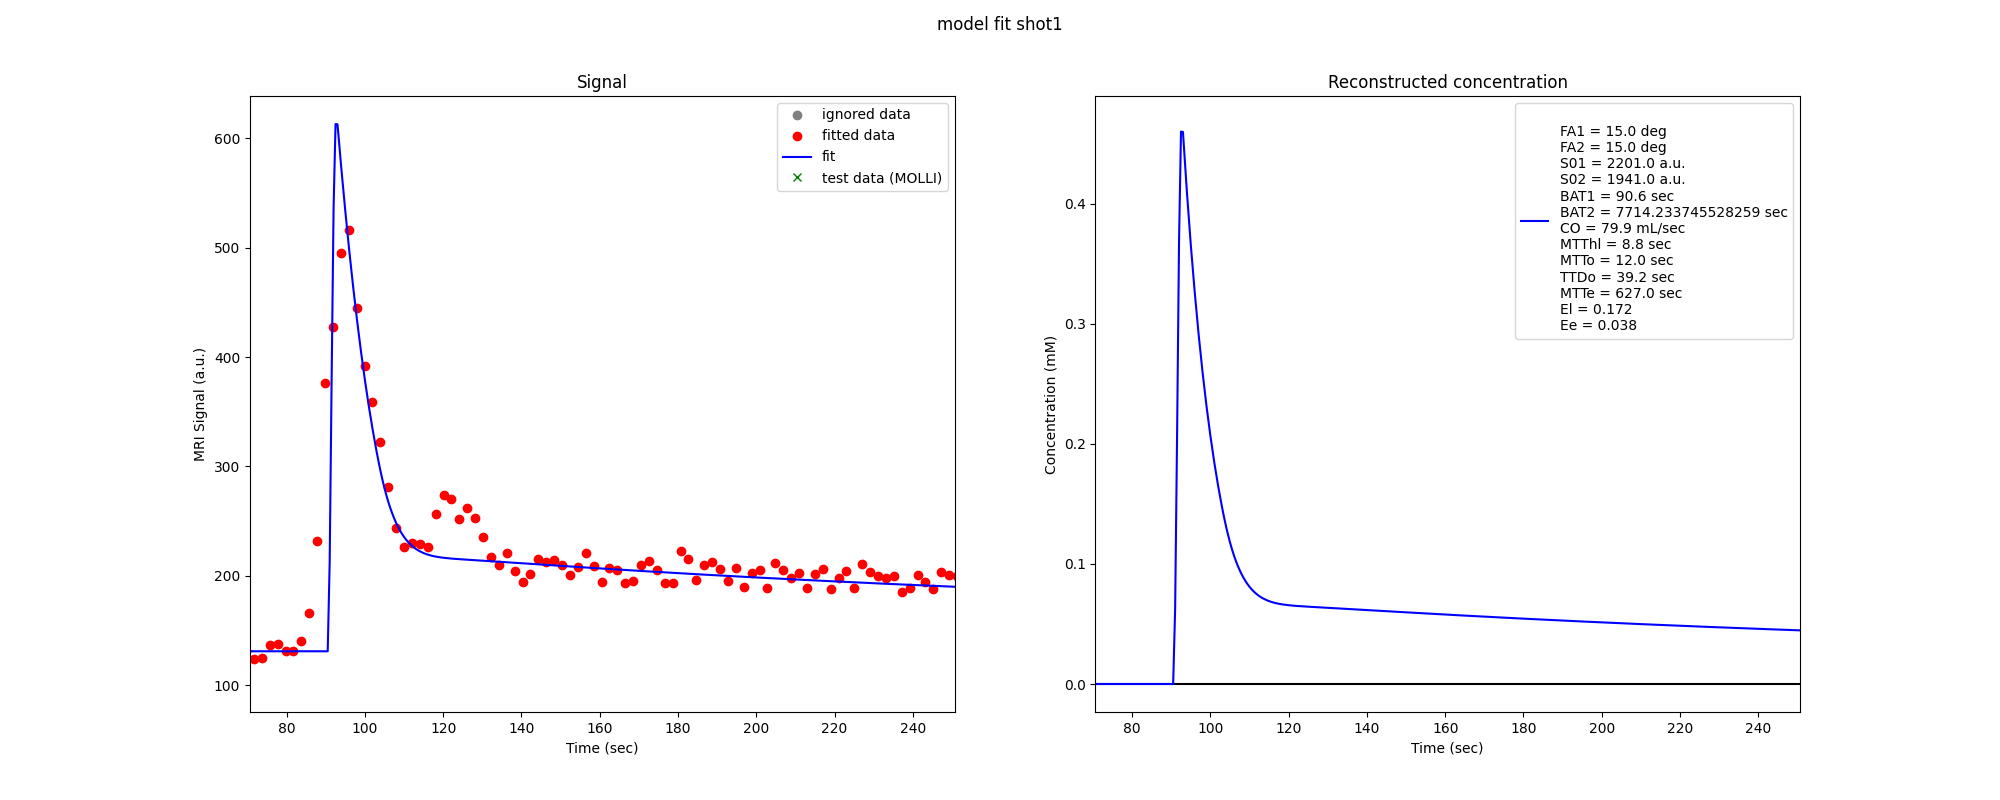 model fit shot1
Signal
MRI Signal (a.u.)
600
500
400
300
200
100
80 100 120 140 160 180 200 220 240
Time (sec)
ignored data
fitted data
fit
test data (MOLLI)
Reconstructed concentration
Concentration (mM)
0.4
0.3
0.2
0.1
0.0
80 100 120 140 160 180 200 220 240
Time (sec)
FA1 = 15.0 deg
FA2 = 15.0 deg
S01 = 2201.0 a.u.
S02 = 1941.0 a.u.
BAT1 = 90.6 sec
BAT2 = 7714.233745528259 sec
CO = 79.9 mL/sec
MTThl = 8.8 sec
MTTo = 12.0 sec
TTDo = 39.2 sec
MTTe = 627.0 sec
El = 0.172
Ee = 0.038